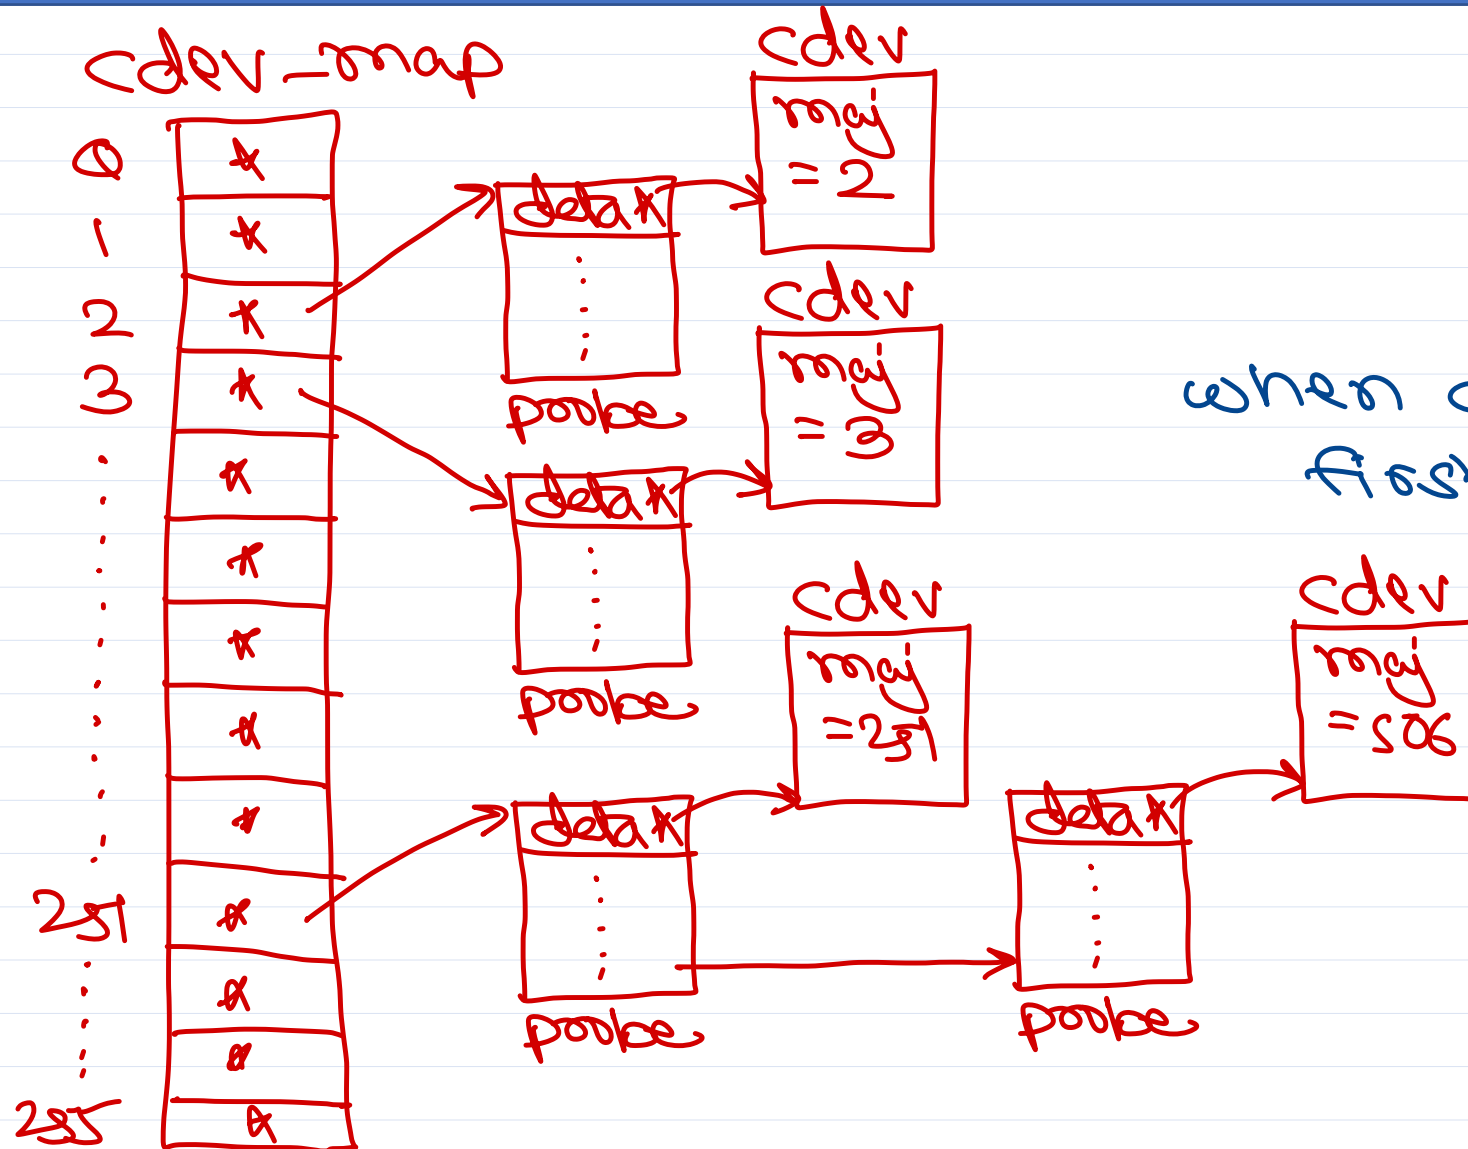 cdev_map
cdev
0 *
maj
= 2
1 *
data*
2 *
cdev
3 *
maj
= 3
when
probe
*
data*
firs
*
cdev
cdev
*
maj
= 251
maj
= 506
probe
*
*
data*
data*
251 *
*
*
probe
probe
255 *